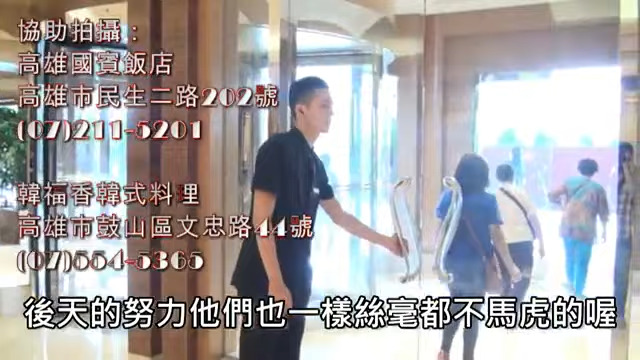 協助拍攝：
高雄國賓飯店
高雄市民生二路202號
(07)211-5201
韓福香韓式料理
高雄市鼓山區文忠路44號
(07)554-5365
後天的努力他們也一樣絲毫都不馬虎的喔